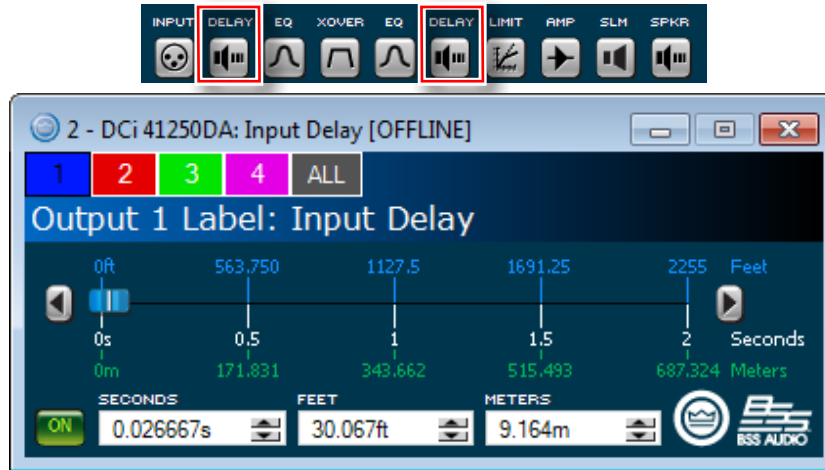 INPUT DELAY EQ XOVER EQ DELAY LIMIT AMP SLM SPKR
2 - DCi 41250DA: Input Delay [OFFLINE]
1 2 3 4 ALL
Output 1 Label: Input Delay
0ft 563.750 1127.5 1691.25 2255 Feet
0s 0.5 1 1.5 2 Seconds
0m 171.831 343.662 515.493 687.324 Meters
SECONDS FEET METERS
ON 0.026667s 30.067ft 9.164m
BSS AUDIO